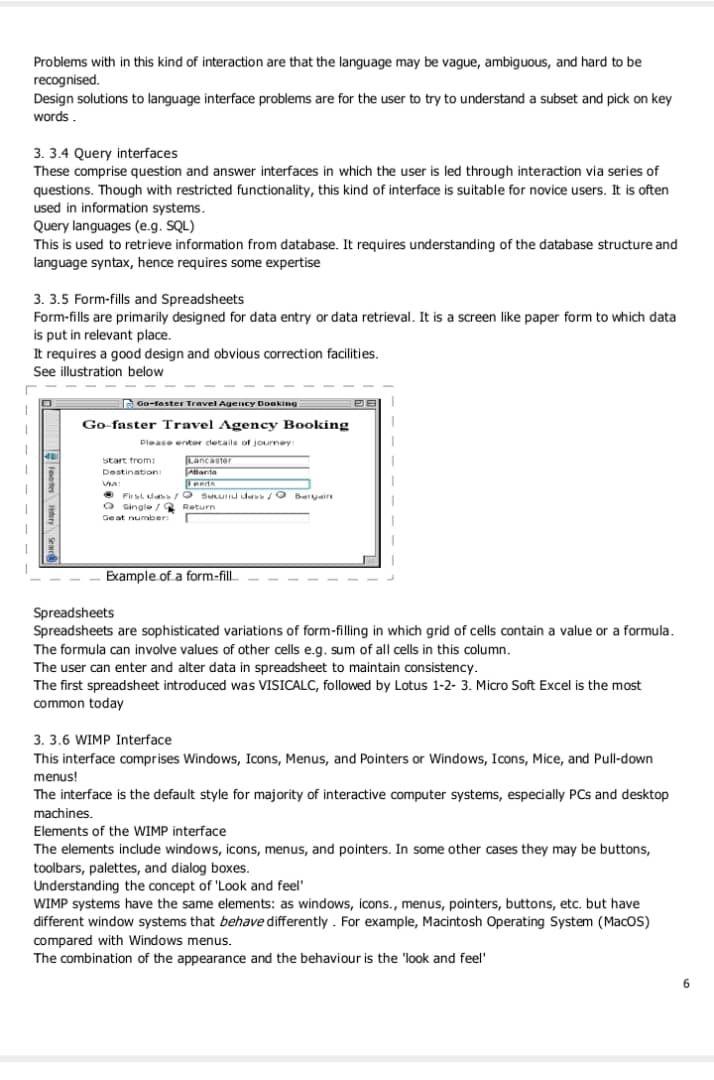 Problems with in this kind of interaction are that the language may be vague, ambiguous, and hard to be
recognised.
Design solutions to language interface problems are for the user to try to understand a subset and pick on key
words .
3. 3.4 Query interfaces
These comprise question and answer interfaces in which the user is led through interaction via series of
questions. Though with restricted functionality, this kind of interface is suitable for novice users. It is often
used in information systems.
Query languages (e.g. SQL)
This is used to retrieve information from database. It requires understanding of the database structure and
language syntax, hence requires some expertise
3. 3.5 Form-fills and Spreadsheets
Form-fills are primarily designed for data entry or data retrieval. It is a screen like paper form to which data
is put in relevant place.
It requires a good design and obvious correction facilities.
See illustration below
Go-faster Travel Agency Booking
Go-faster Travel Agency Booking
Please enter details of journey:
Start from: Lancaster
Destination: Atlanta
Via: Leeds
First class / Second class / Bargain
Single / Return
Seat number:
Favorites History Search
Example of a form-fill
Spreadsheets
Spreadsheets are sophisticated variations of form-filling in which grid of cells contain a value or a formula.
The formula can involve values of other cells e.g. sum of all cells in this column.
The user can enter and alter data in spreadsheet to maintain consistency.
The first spreadsheet introduced was VISICALC, followed by Lotus 1-2- 3. Micro Soft Excel is the most
common today
3. 3.6 WIMP Interface
This interface comprises Windows, Icons, Menus, and Pointers or Windows, Icons, Mice, and Pull-down
menus!
The interface is the default style for majority of interactive computer systems, especially PCs and desktop
machines.
Elements of the WIMP interface
The elements include windows, icons, menus, and pointers. In some other cases they may be buttons,
toolbars, palettes, and dialog boxes.
Understanding the concept of 'Look and feel'
WIMP systems have the same elements: as windows, icons., menus, pointers, buttons, etc. but have
different window systems that behave differently . For example, Macintosh Operating System (MacOS)
compared with Windows menus.
The combination of the appearance and the behaviour is the 'look and feel'
6